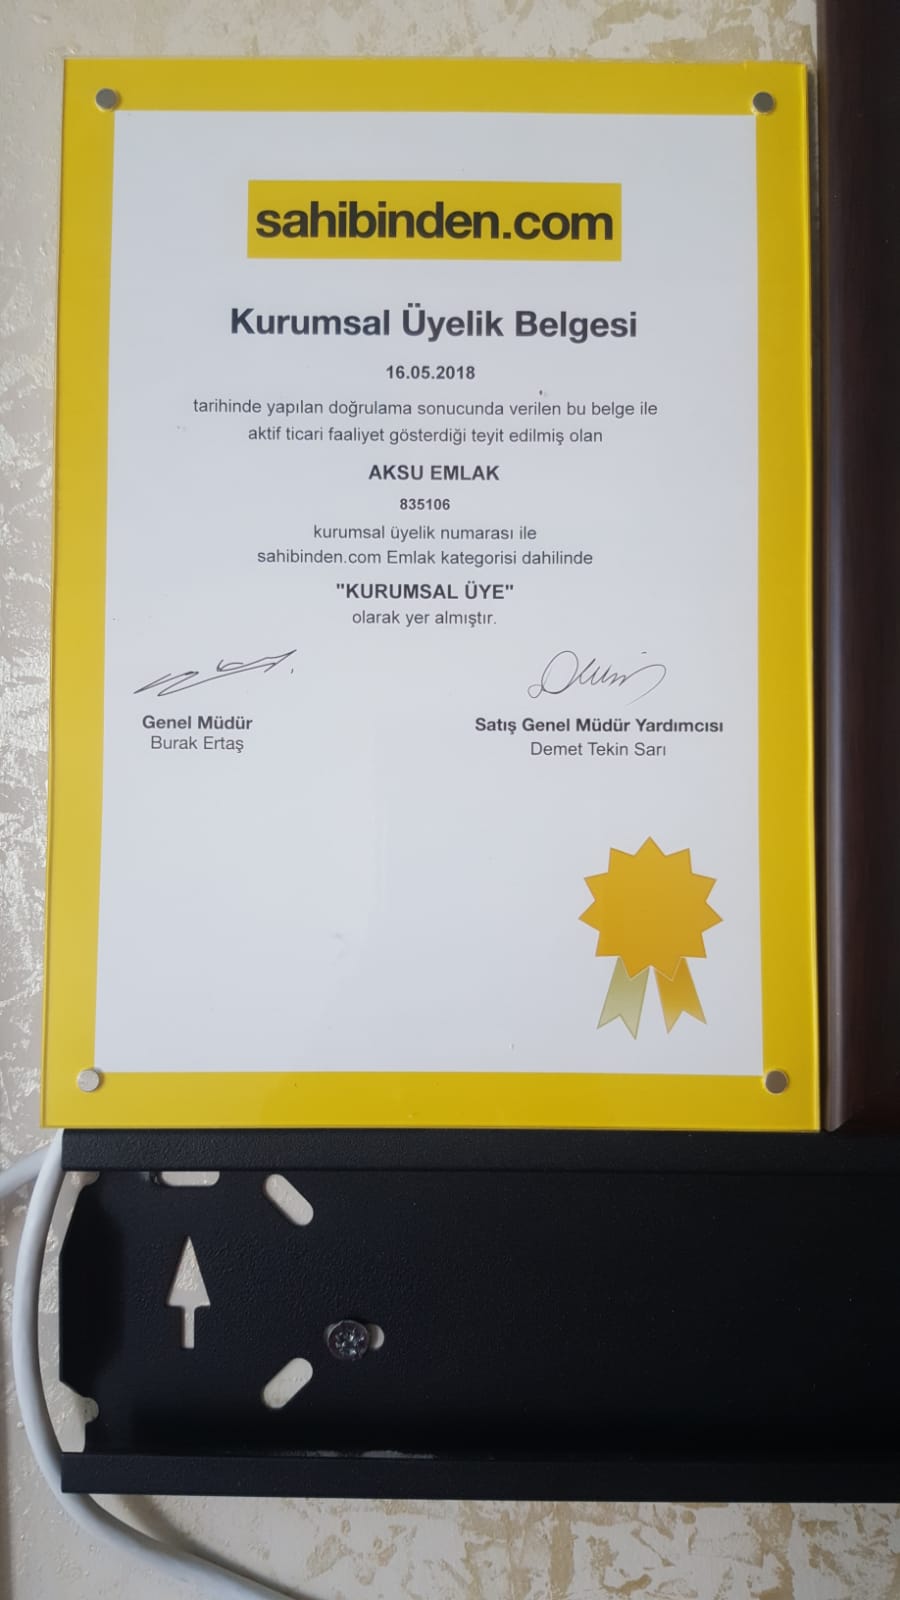 sahibinden.com
Kurumsal Üyelik Belgesi
16.05.2018
tarihinde yapılan doğrulama sonucunda verilen bu belge ile
aktif ticari faaliyet gösterdiği teyit edilmiş olan
AKSU EMLAK
835106
kurumsal üyelik numarası ile
sahibinden.com Emlak kategorisi dahilinde
"KURUMSAL ÜYE"
olarak yer almıştır.
Genel Müdür
Burak Ertaş
Satış Genel Müdür Yardımcısı
Demet Tekin Sarı